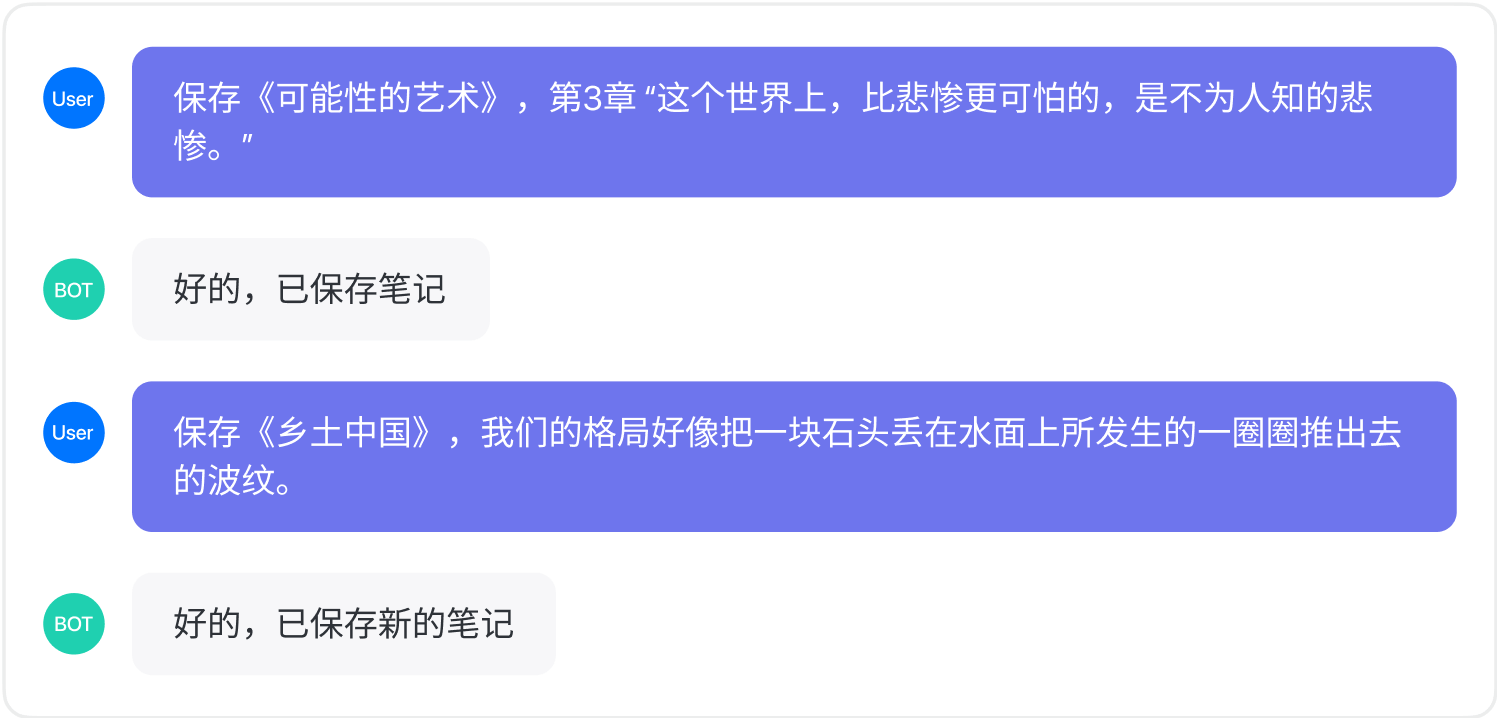 User
保存《可能性的艺术》，第3章 “这个世界上，比悲惨更可怕的，是不为人知的悲
惨。”
BOT
好的，已保存笔记
User
保存《乡土中国》，我们的格局好像把一块石头丢在水面上所发生的一圈圈推出去
的波纹。
BOT
好的，已保存新的笔记